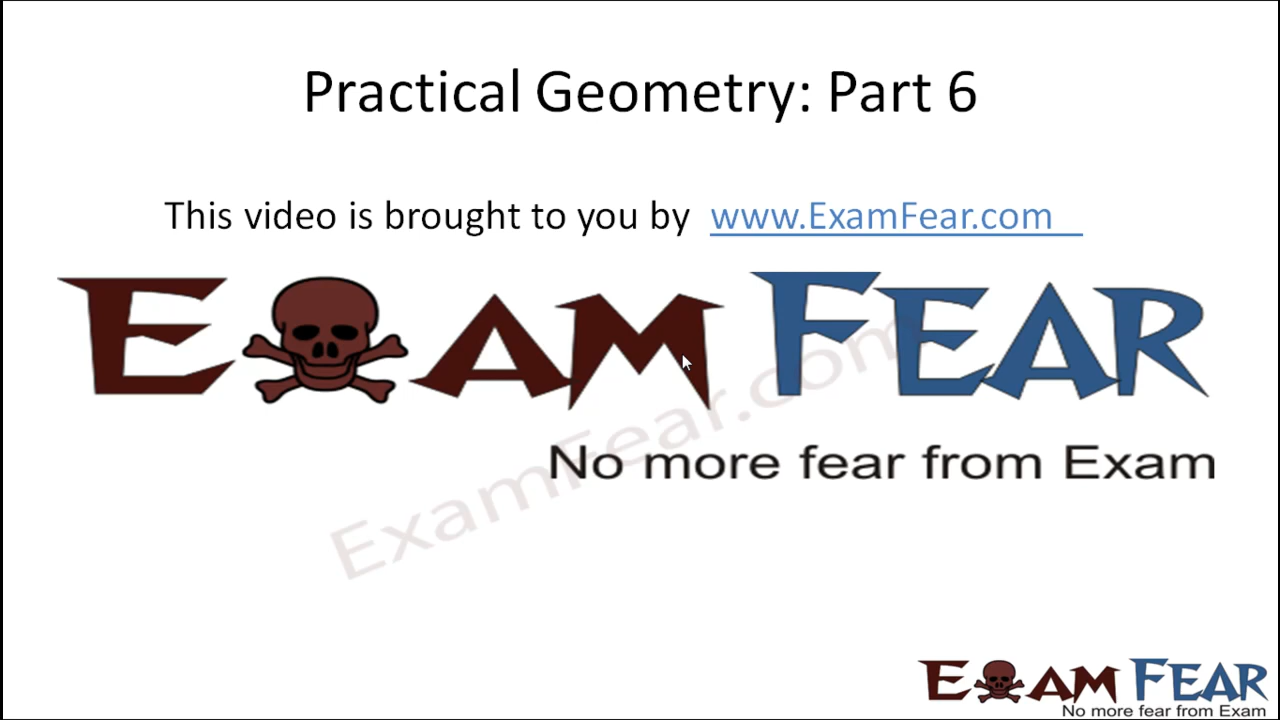 Practical Geometry: Part 6
This video is brought to you by www.ExamFear.com
EXAM FEAR
No more fear from Exam
ExamFear.com
EXAM FEAR
No more fear from Exam